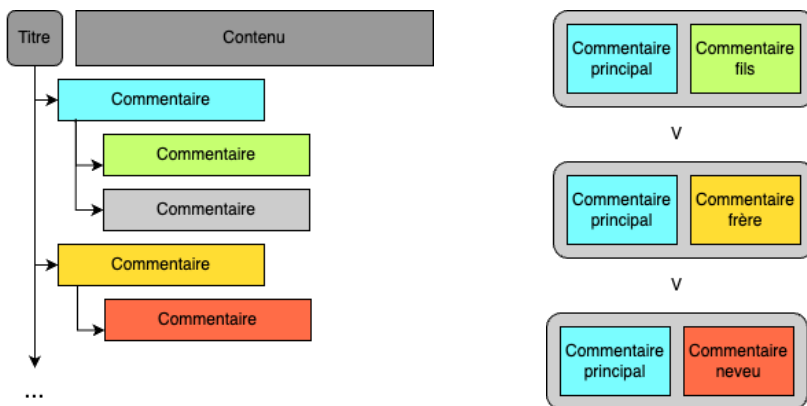 Titre
Contenu
Commentaire
Commentaire
Commentaire
Commentaire
Commentaire
...
Commentaire
principal
Commentaire
fils
v
Commentaire
principal
Commentaire
frère
v
Commentaire
principal
Commentaire
neveu